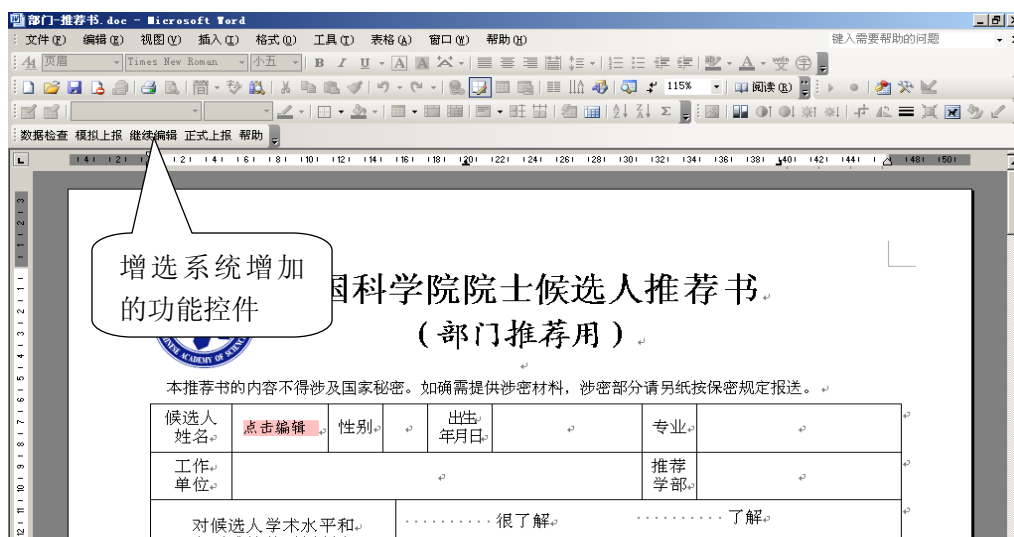 部门-推荐书.doc - Microsoft Word
文件(F) 编辑(E) 视图(V) 插入(I) 格式(O) 工具(T) 表格(A) 窗口(W) 帮助(H) 键入需要帮助的问题
页眉 Times New Roman 小五 B I U A A A
115% 阅读(R)
数据检查 模拟上报 继续编辑 正式上报 帮助
增选系统增加
的功能控件
国科学院院士候选人推荐书
(部门推荐用)
本推荐书的内容不得涉及国家秘密。如确需提供涉密材料,涉密部分请另纸按保密规定报送。
候选人
姓名
点击编辑
性别
出生
年月日
专业
工作
单位
推荐
学部
对候选人学术水平和
很了解
了解